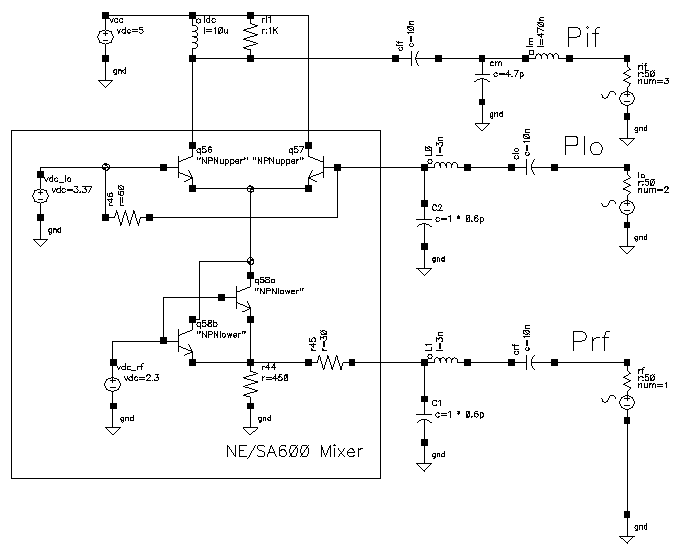 vcc
vdc=5
gnd
ldc
l=10u
rl1
r:1K
cif
c=10n
cm
c=4.7p
gnd
lm
l=470n
Pif
rif
r:50
num=3
gnd
q56
"NPNupper"
q57
"NPNupper"
vdc_lo
vdc=3.37
gnd
r46
r=60
L0
l=3n
clo
c=10n
Plo
lo
r:50
num=2
gnd
C2
c=1 * 0.6p
gnd
q58a
"NPNlower"
q58b
"NPNlower"
vdc_rf
vdc=2.3
gnd
r44
r=450
gnd
r45
r=30
L1
l=3n
crf
c=10n
Prf
rf
r:50
num=1
gnd
C1
c=1 * 0.6p
gnd
NE/SA600 Mixer